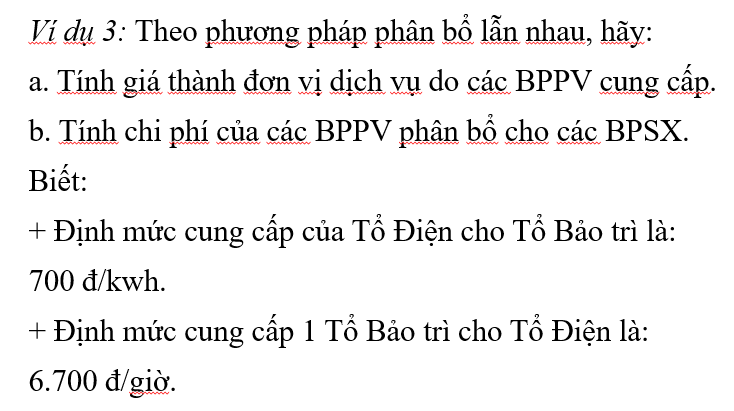 Ví dụ 3: Theo phương pháp phân bổ lẫn nhau, hãy:
a. Tính giá thành đơn vị dịch vụ do các BPPV cung cấp.
b. Tính chi phí của các BPPV phân bổ cho các BPSX.
Biết:
+ Định mức cung cấp của Tổ Điện cho Tổ Bảo trì là:
700 đ/kwh.
+ Định mức cung cấp 1 Tổ Bảo trì cho Tổ Điện là:
6.700 đ/giờ.